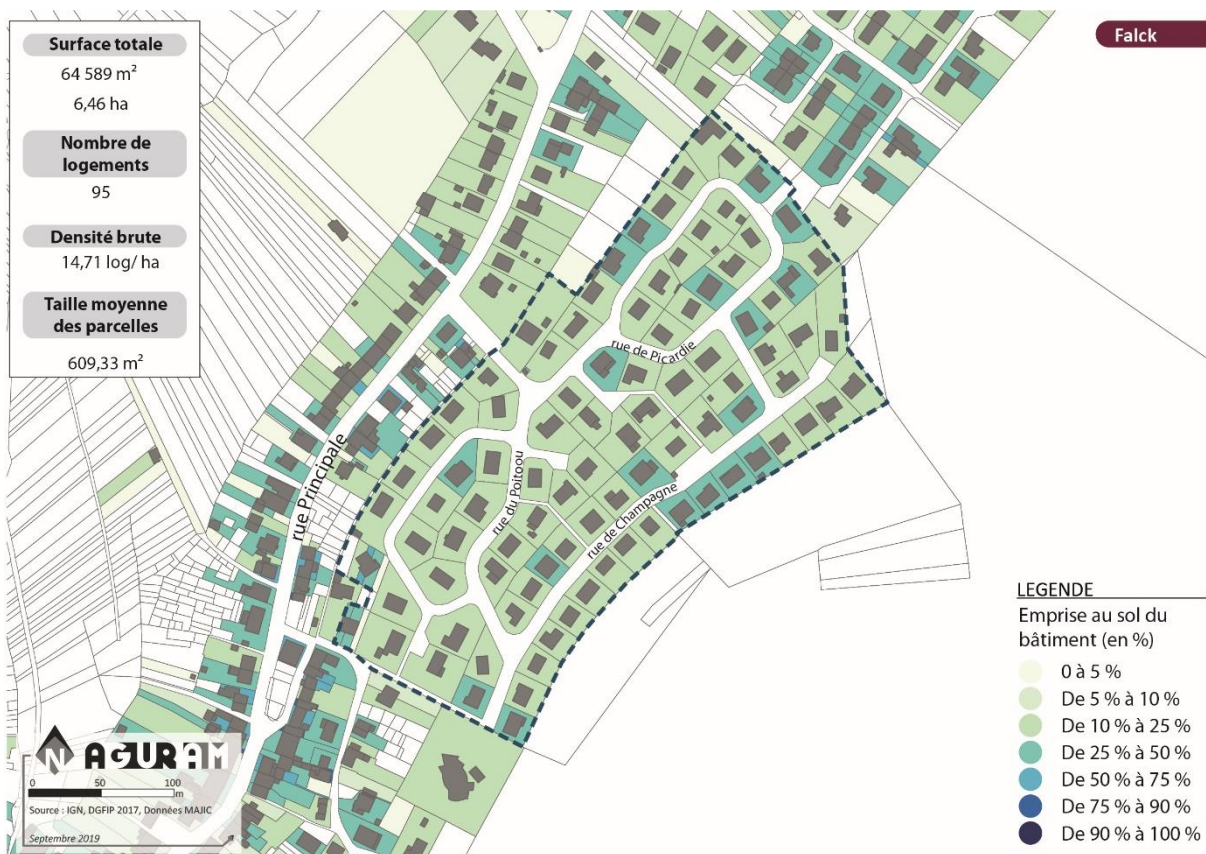 Surface totale
64 589 m²
6,46 ha
Nombre de
logements
95
Densité brute
14,71 log/ ha
Taille moyenne
des parcelles
609,33 m²
Falck
rue de Picardie
rue Principale
rue du Poitoou
rue de Champagne
LEGENDE
Emprise au sol du
bâtiment (en %)
0 à 5 %
De 5 % à 10 %
De 10 % à 25 %
De 25 % à 50 %
De 50 % à 75 %
De 75 % à 90 %
De 90 % à 100 %
N AGURAM
0 50 100
m
Source : IGN, DGFIP 2017, Données MAJIC
Septembre 2019